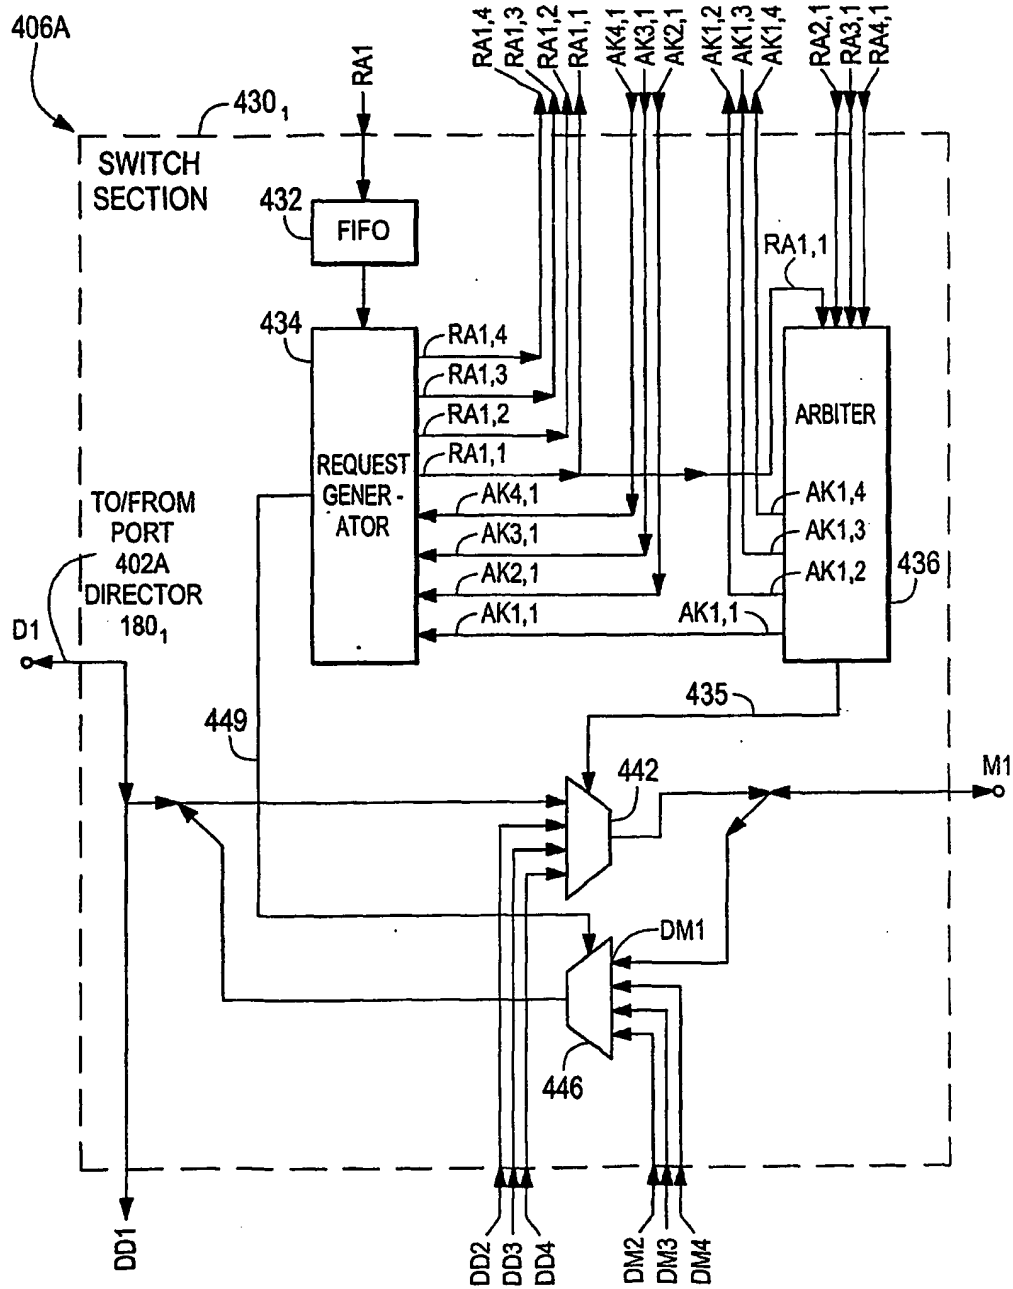 406A
RA1
RA1,4
RA1,3
RA1,2
RA1,1
AK4,1
AK3,1
AK2,1
AK1,2
AK1,3
AK1,4
RA2,1
RA3,1
RA4,1
430₁
SWITCH
SECTION
432
FIFO
RA1,1
434
RA1,4
RA1,3
RA1,2
RA1,1
AK4,1
AK3,1
AK2,1
AK1,1
REQUEST
GENER-
ATOR
ARBITER
AK1,4
AK1,3
AK1,2
AK1,1
436
TO/FROM
PORT
402A
DIRECTOR
180₁
D1
435
449
442
M1
DM1
446
DD1
DD2
DD3
DD4
DM2
DM3
DM4